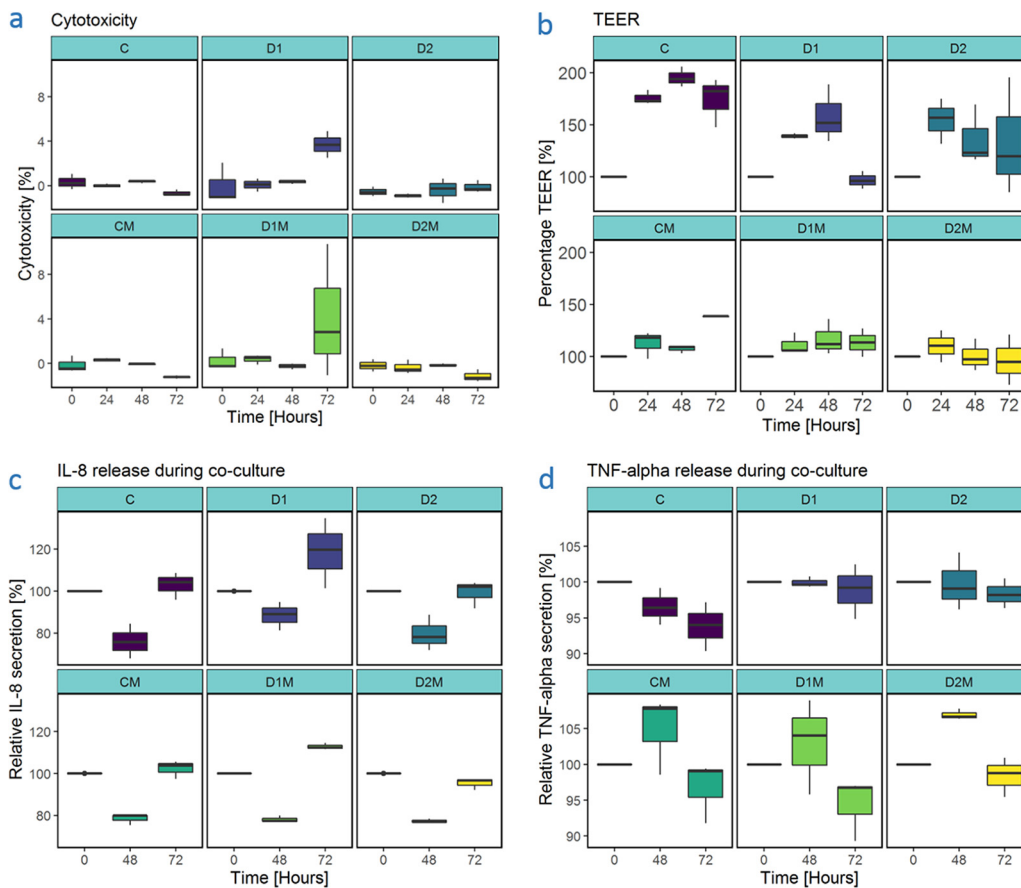 a Cytotoxicity
C D1 D2
8
4
0
CM D1M D2M
8
4
0
Cytotoxicity [%]
0 24 48 72 0 24 48 72 0 24 48 72
Time [Hours]
b TEER
C D1 D2
200
150
100
CM D1M D2M
200
150
100
Percentage TEER [%]
0 24 48 72 0 24 48 72 0 24 48 72
Time [Hours]
c IL-8 release during co-culture
C D1 D2
120
100
80
CM D1M D2M
120
100
80
Relative IL-8 secretion [%]
0 48 72 0 48 72 0 48 72
Time [Hours]
d TNF-alpha release during co-culture
C D1 D2
105
100
95
90
CM D1M D2M
105
100
95
90
Relative TNF-alpha secretion [%]
0 48 72 0 48 72 0 48 72
Time [Hours]